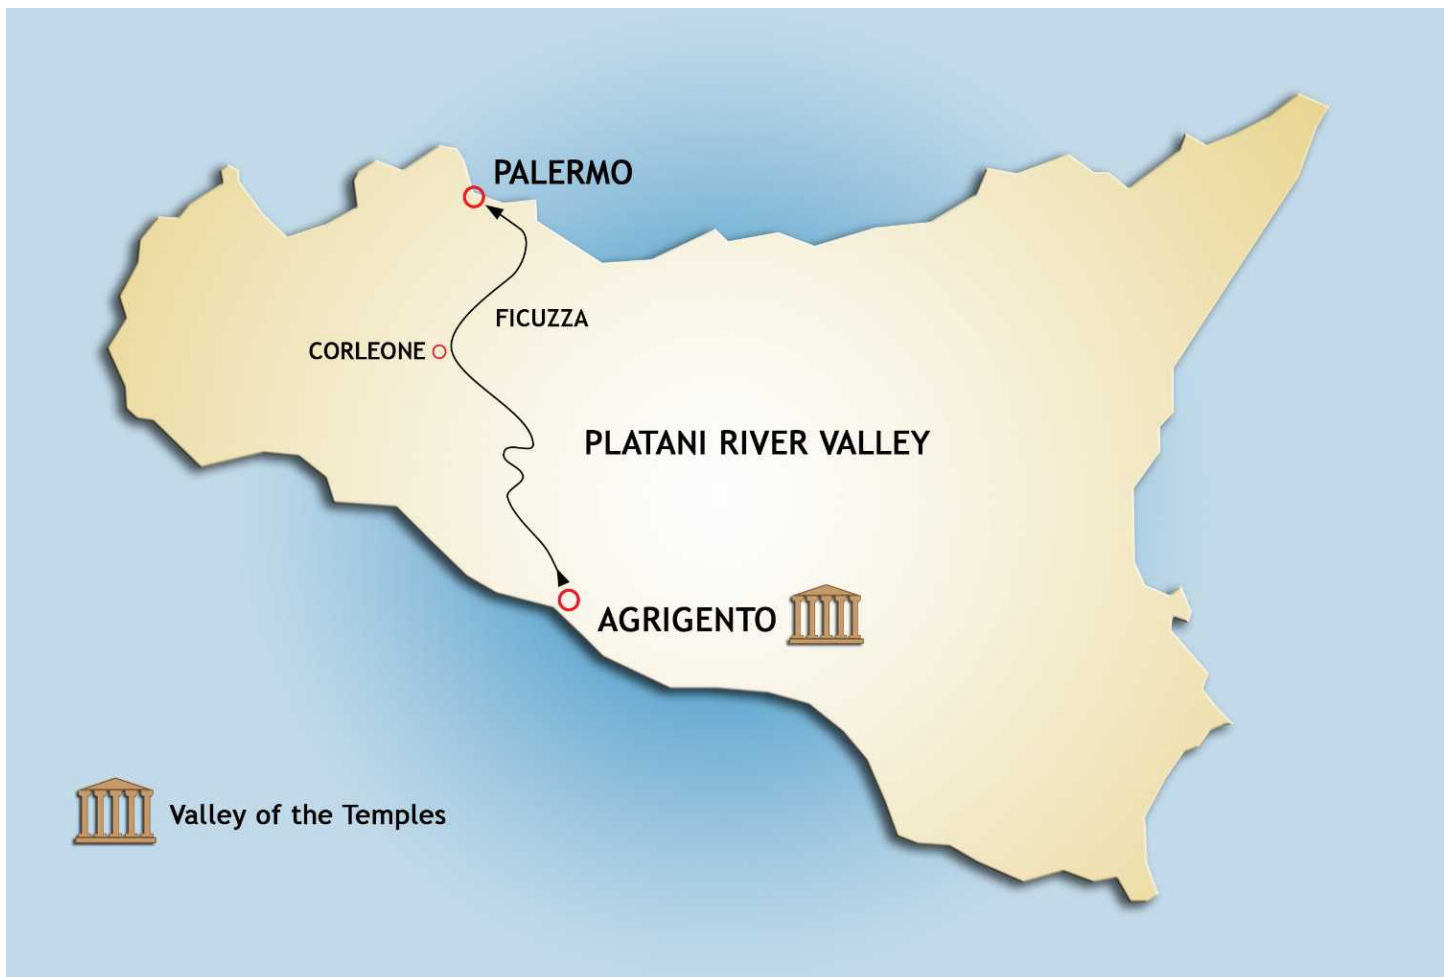 PALERMO
FICUZZA
CORLEONE
PLATANI RIVER VALLEY
AGRIGENTO
Valley of the Temples